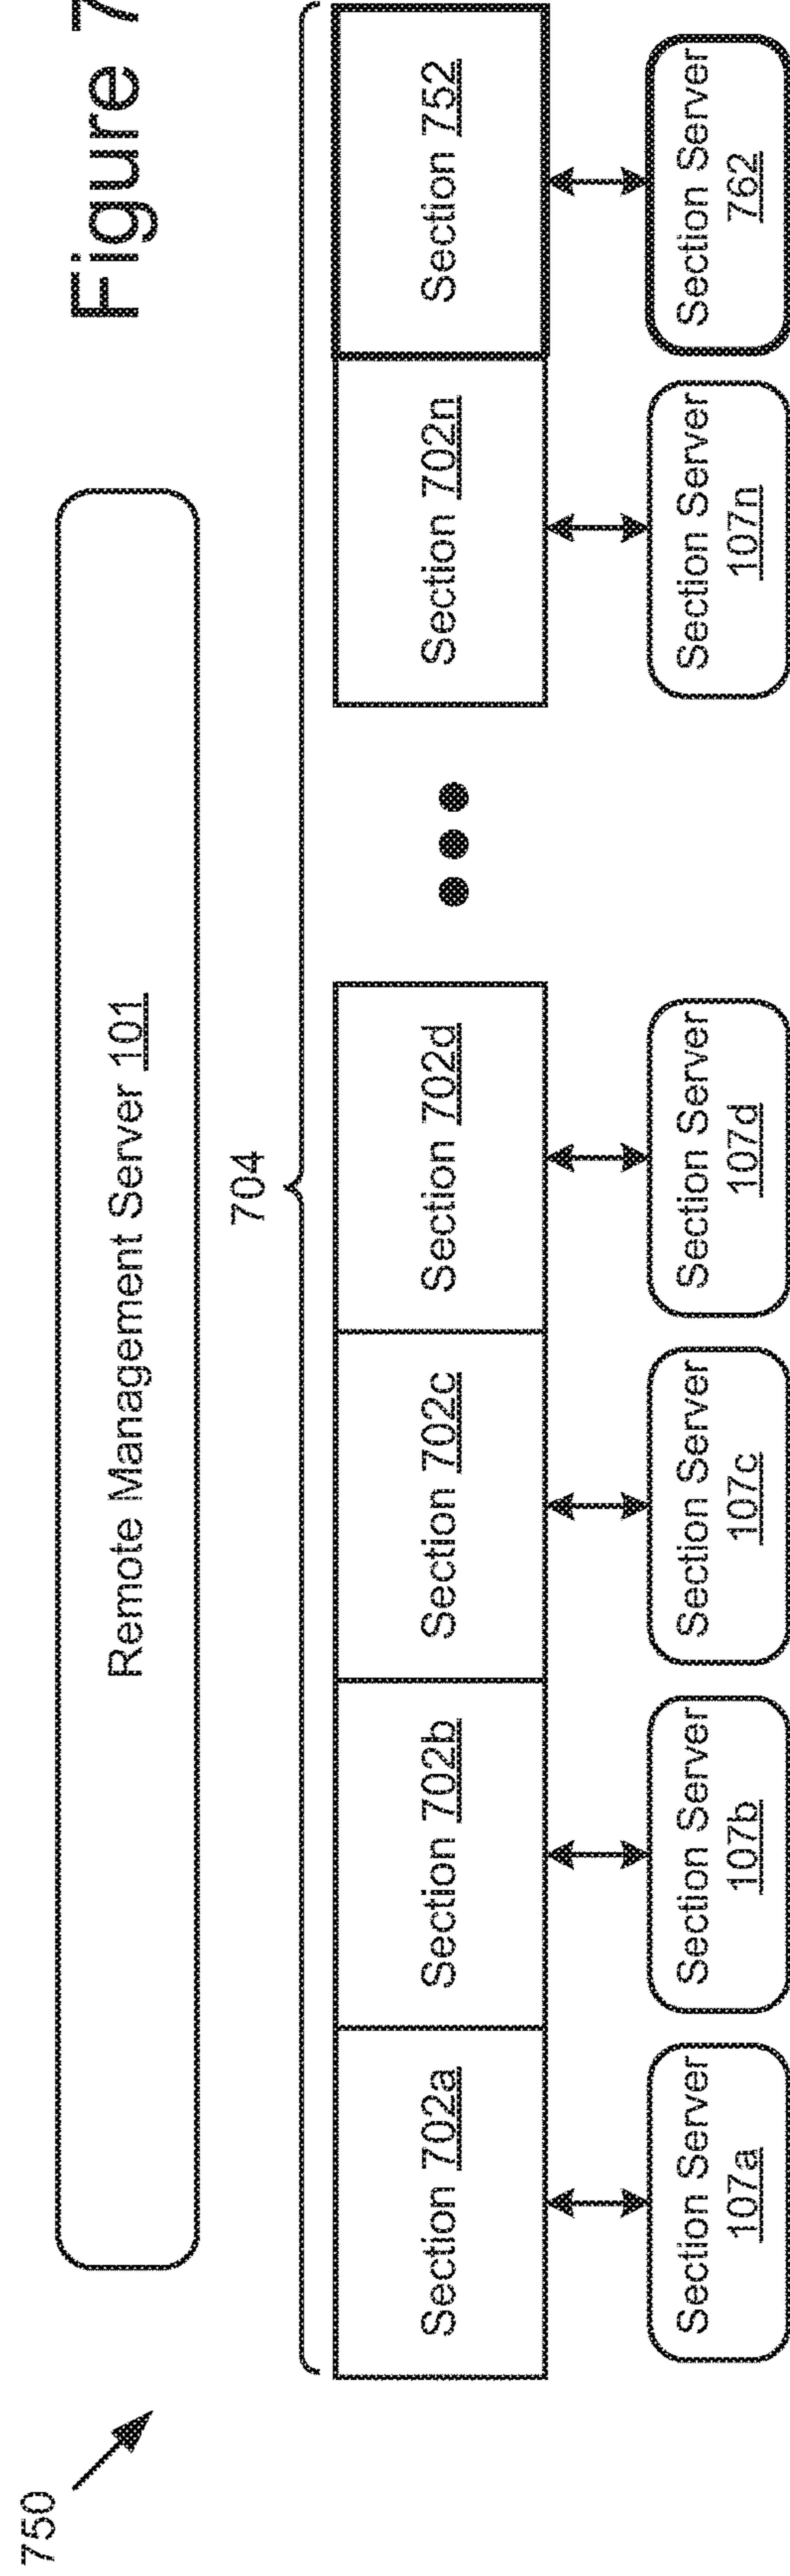 Figure 7
750
Remote Management Server 101
704
Section 702a
Section 702b
Section 702c
Section 702d
Section 702n
Section 752
Section Server
107a
Section Server
107b
Section Server
107c
Section Server
107d
Section Server
107n
Section Server
762